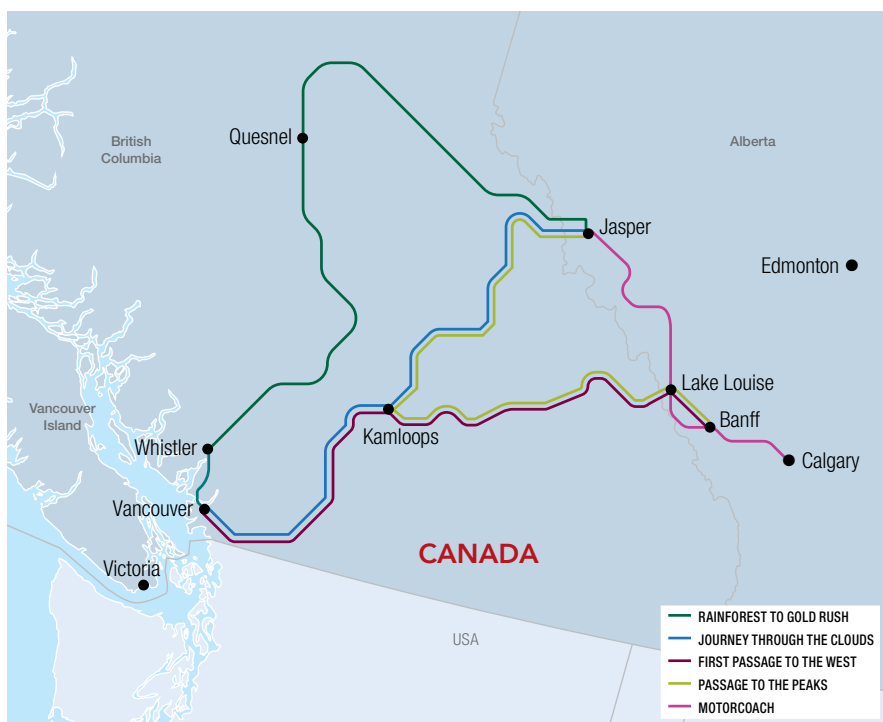 Quesnel
British
Columbia
Alberta
Jasper
Edmonton
Lake Louise
Vancouver
Island
Banff
Kamloops
Whistler
Calgary
Vancouver
CANADA
Victoria
USA
RAINFOREST TO GOLD RUSH
JOURNEY THROUGH THE CLOUDS
FIRST PASSAGE TO THE WEST
PASSAGE TO THE PEAKS
MOTORCOACH